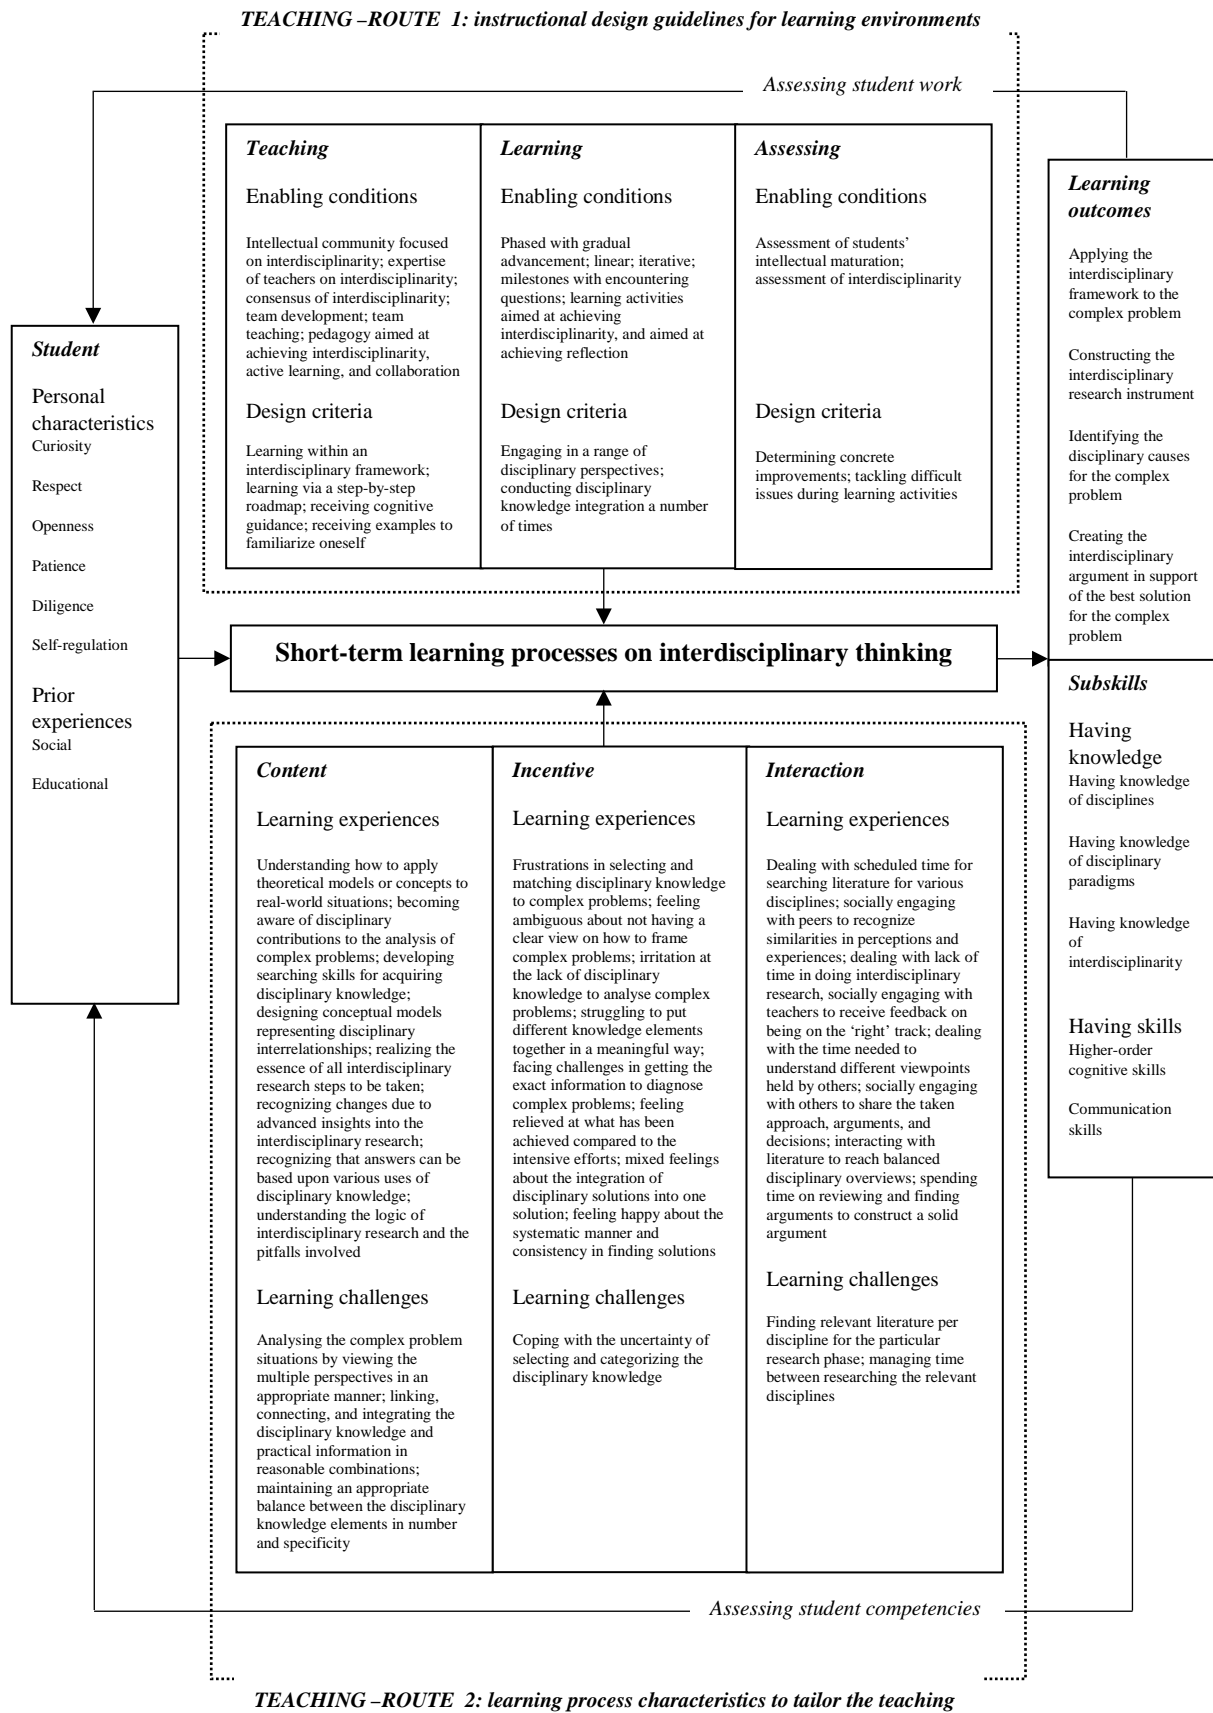 TEACHING –ROUTE 1: instructional design guidelines for learning environments
Assessing student work
Teaching
Enabling conditions
Intellectual community focused
on interdisciplinarity; expertise
of teachers on interdisciplinarity;
consensus of interdisciplinarity;
team development; team
teaching; pedagogy aimed at
achieving interdisciplinarity,
active learning, and collaboration
Design criteria
Learning within an
interdisciplinary framework;
learning via a step-by-step
roadmap; receiving cognitive
guidance; receiving examples to
familiarize oneself
Learning
Enabling conditions
Phased with gradual
advancement; linear; iterative;
milestones with encountering
questions; learning activities
aimed at achieving
interdisciplinarity, and aimed at
achieving reflection
Design criteria
Engaging in a range of
disciplinary perspectives;
conducting disciplinary
knowledge integration a number
of times
Assessing
Enabling conditions
Assessment of students’
intellectual maturation;
assessment of interdisciplinarity
Design criteria
Determining concrete
improvements; tackling difficult
issues during learning activities
Student
Personal
characteristics
Curiosity
Respect
Openness
Patience
Diligence
Self-regulation
Prior
experiences
Social
Educational
Short-term learning processes on interdisciplinary thinking
Learning
outcomes
Applying the
interdisciplinary
framework to the
complex problem
Constructing the
interdisciplinary
research instrument
Identifying the
disciplinary causes
for the complex
problem
Creating the
interdisciplinary
argument in support
of the best solution
for the complex
problem
Subskills
Having
knowledge
Having knowledge
of disciplines
Having knowledge
of disciplinary
paradigms
Having knowledge
of
interdisciplinarity
Having skills
Higher-order
cognitive skills
Communication
skills
Content
Learning experiences
Understanding how to apply
theoretical models or concepts to
real-world situations; becoming
aware of disciplinary
contributions to the analysis of
complex problems; developing
searching skills for acquiring
disciplinary knowledge;
designing conceptual models
representing disciplinary
interrelationships; realizing the
essence of all interdisciplinary
research steps to be taken;
recognizing changes due to
advanced insights into the
interdisciplinary research;
recognizing that answers can be
based upon various uses of
disciplinary knowledge;
understanding the logic of
interdisciplinary research and the
pitfalls involved
Learning challenges
Analysing the complex problem
situations by viewing the
multiple perspectives in an
appropriate manner; linking,
connecting, and integrating the
disciplinary knowledge and
practical information in
reasonable combinations;
maintaining an appropriate
balance between the disciplinary
knowledge elements in number
and specificity
Incentive
Learning experiences
Frustrations in selecting and
matching disciplinary knowledge
to complex problems; feeling
ambiguous about not having a
clear view on how to frame
complex problems; irritation at
the lack of disciplinary
knowledge to analyse complex
problems; struggling to put
different knowledge elements
together in a meaningful way;
facing challenges in getting the
exact information to diagnose
complex problems; feeling
relieved at what has been
achieved compared to the
intensive efforts; mixed feelings
about the integration of
disciplinary solutions into one
solution; feeling happy about the
systematic manner and
consistency in finding solutions
Learning challenges
Coping with the uncertainty of
selecting and categorizing the
disciplinary knowledge
Interaction
Learning experiences
Dealing with scheduled time for
searching literature for various
disciplines; socially engaging
with peers to recognize
similarities in perceptions and
experiences; dealing with lack of
time in doing interdisciplinary
research, socially engaging with
teachers to receive feedback on
being on the ‘right’ track; dealing
with the time needed to
understand different viewpoints
held by others; socially engaging
with others to share the taken
approach, arguments, and
decisions; interacting with
literature to reach balanced
disciplinary overviews; spending
time on reviewing and finding
arguments to construct a solid
argument
Learning challenges
Finding relevant literature per
discipline for the particular
research phase; managing time
between researching the relevant
disciplines
Assessing student competencies
TEACHING –ROUTE 2: learning process characteristics to tailor the teaching